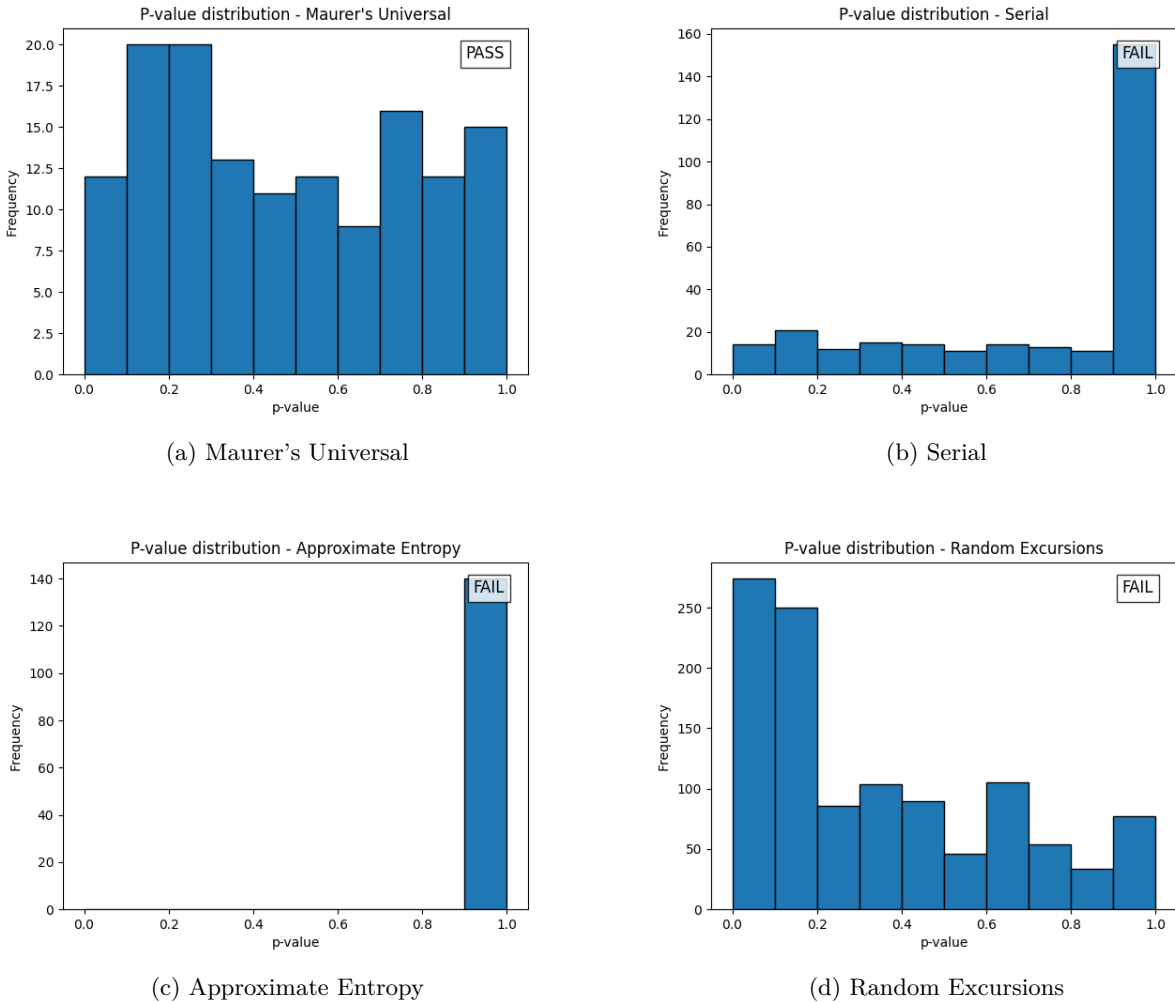 P-value distribution - Maurer's Universal
PASS
20.0
17.5
15.0
12.5
10.0
7.5
5.0
2.5
0.0
Frequency
0.0 0.2 0.4 0.6 0.8 1.0
p-value
(a) Maurer's Universal
P-value distribution - Serial
FAIL
160
140
120
100
80
60
40
20
0
Frequency
0.0 0.2 0.4 0.6 0.8 1.0
p-value
(b) Serial
P-value distribution - Approximate Entropy
FAIL
140
120
100
80
60
40
20
0
Frequency
0.0 0.2 0.4 0.6 0.8 1.0
p-value
(c) Approximate Entropy
P-value distribution - Random Excursions
FAIL
250
200
150
100
50
0
Frequency
0.0 0.2 0.4 0.6 0.8 1.0
p-value
(d) Random Excursions